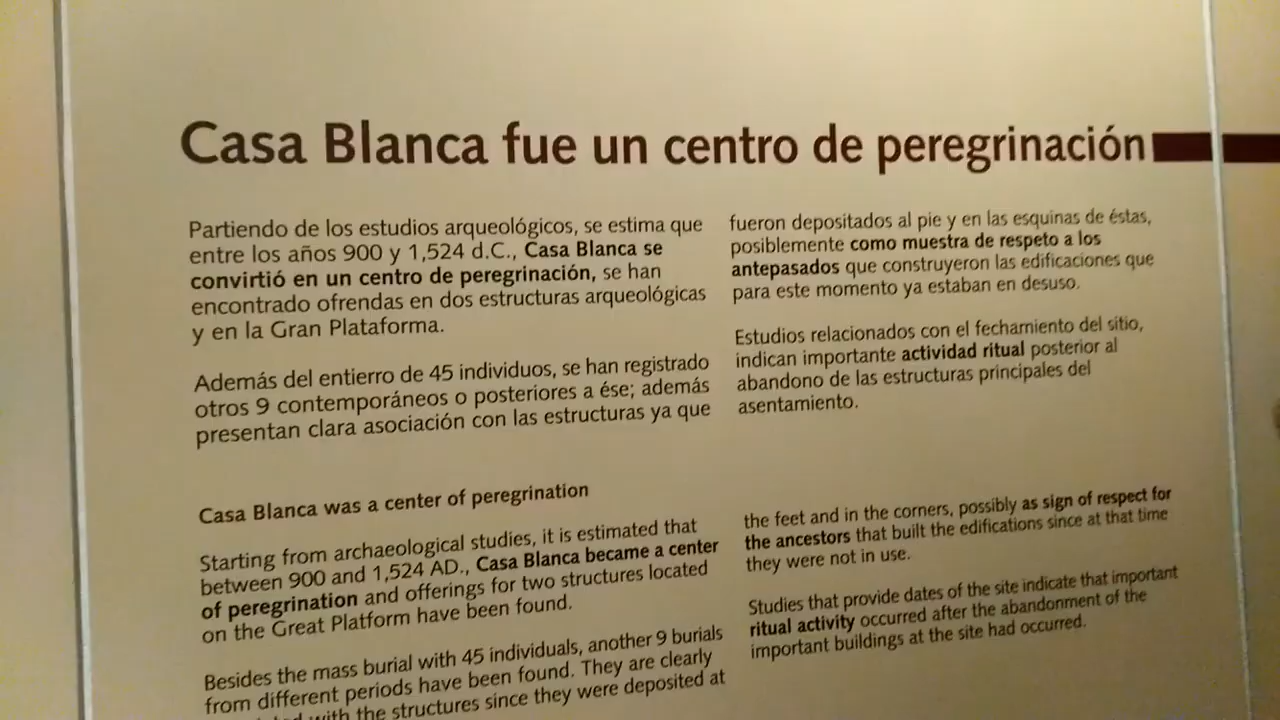 Casa Blanca fue un centro de peregrinación
Partiendo de los estudios arqueológicos, se estima que
entre los años 900 y 1,524 d.C., Casa Blanca se
convirtió en un centro de peregrinación, se han
encontrado ofrendas en dos estructuras arqueológicas
y en la Gran Plataforma.
Además del entierro de 45 individuos, se han registrado
otros 9 contemporáneos o posteriores a ése; además
presentan clara asociación con las estructuras ya que
fueron depositados al pie y en las esquinas de éstas,
posiblemente como muestra de respeto a los
antepasados que construyeron las edificaciones que
para este momento ya estaban en desuso.
Estudios relacionados con el fechamiento del sitio,
indican importante actividad ritual posterior al
abandono de las estructuras principales del
asentamiento.
Casa Blanca was a center of peregrination
Starting from archaeological studies, it is estimated that
between 900 and 1,524 AD., Casa Blanca became a center
of peregrination and offerings for two structures located
on the Great Platform have been found.
Besides the mass burial with 45 individuals, another 9 burials
from different periods have been found. They are clearly
with the structures since they were deposited at
the feet and in the corners, possibly as sign of respect for
the ancestors that built the edifications since at that time
they were not in use.
Studies that provide dates of the site indicate that important
ritual activity occurred after the abandonment of the
important buildings at the site had occurred.